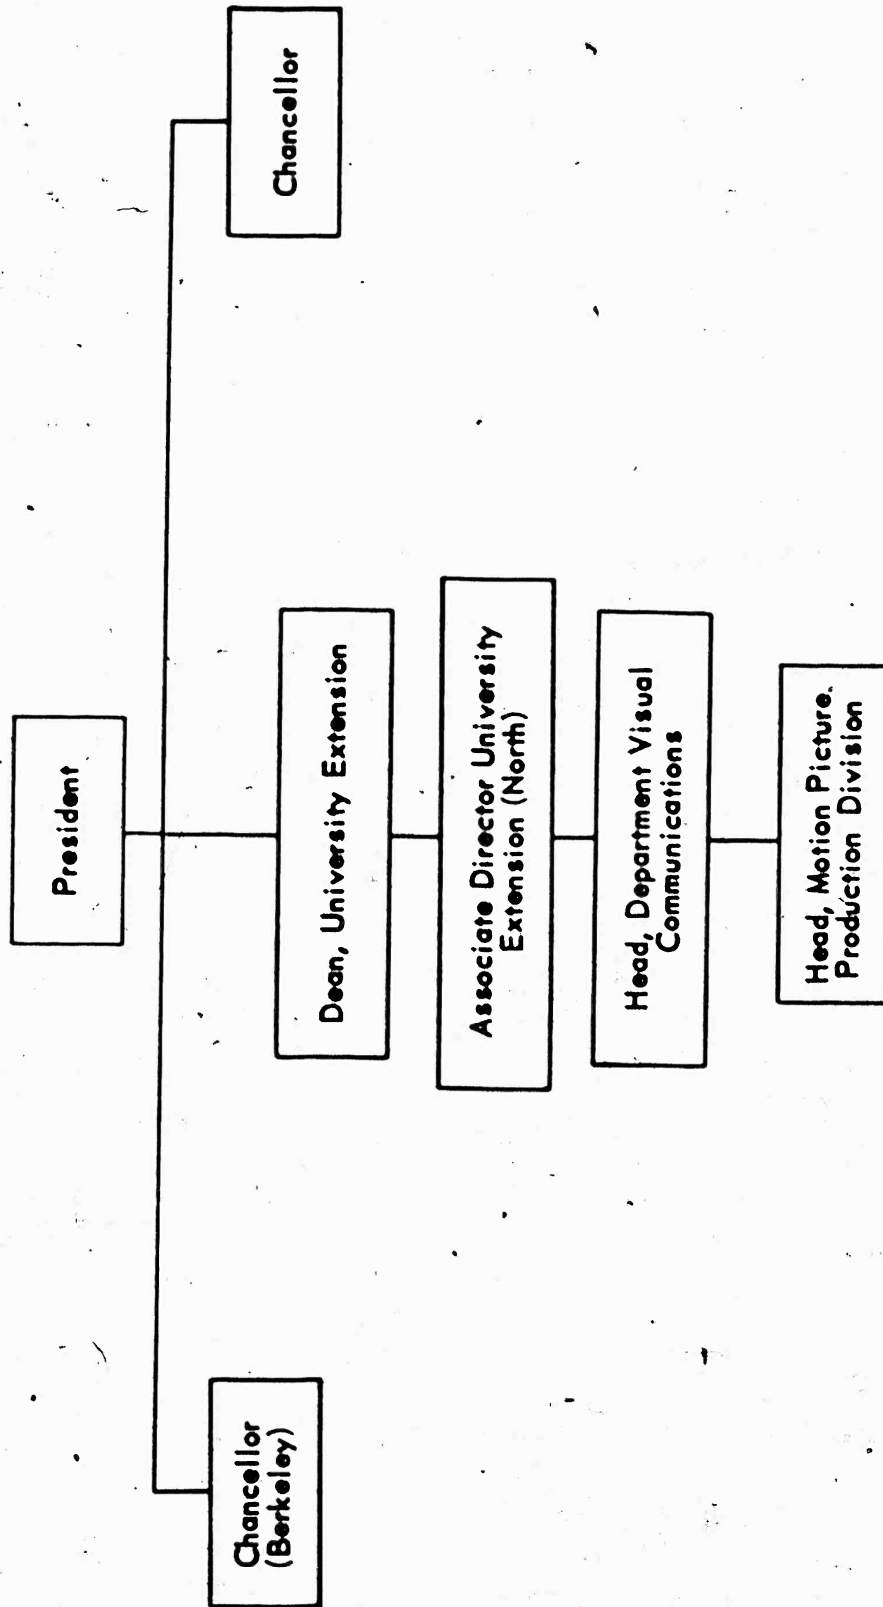 President
Chancellor
(Berkeley)
Chancellor
Dean, University Extension
Associate Director University
Extension (North)
Head, Department Visual
Communications
Head, Motion Picture.
Production Division